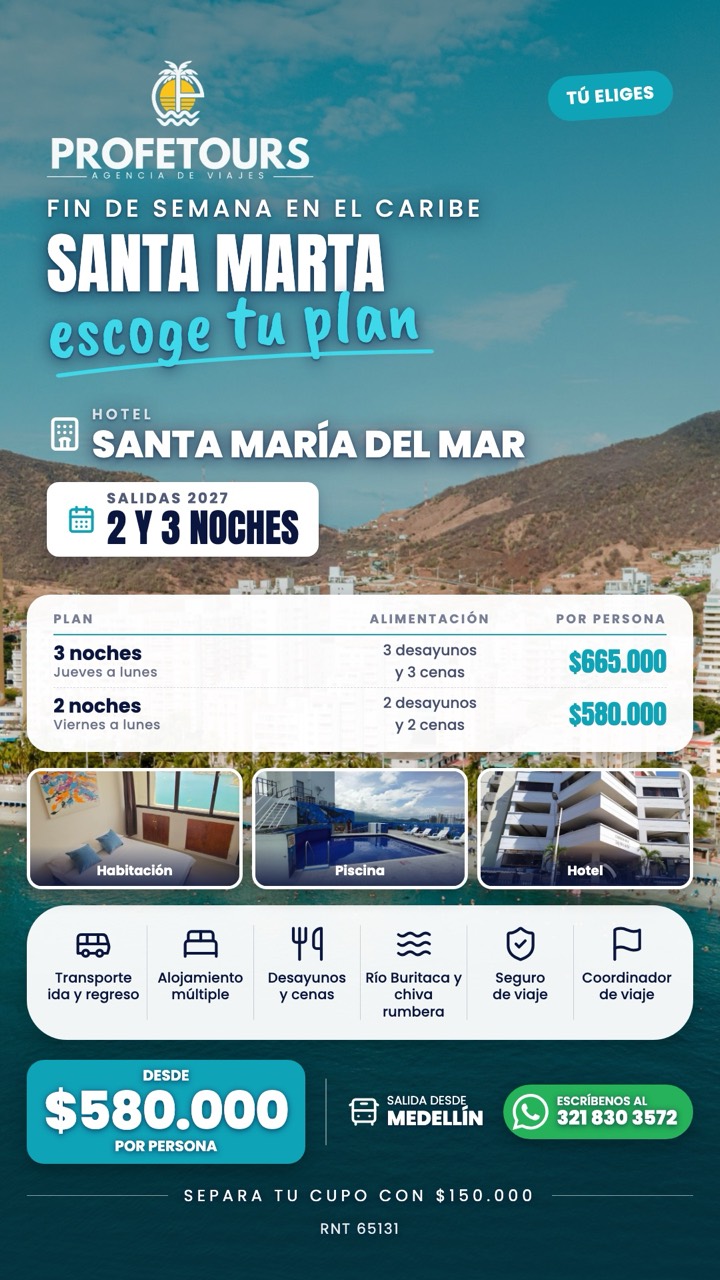 TÚ ELIGES
PROFETOURS
AGENCIA DE VIAJES
FIN DE SEMANA EN EL CARIBE
SANTA MARTA
escoge tu plan
HOTEL
SANTA MARÍA DEL MAR
SALIDAS 2027
2 Y 3 NOCHES
PLAN ALIMENTACIÓN POR PERSONA
3 noches
Jueves a lunes
3 desayunos
y 3 cenas
$665.000
2 noches
Viernes a lunes
2 desayunos
y 2 cenas
$580.000
Habitación
Piscina
Hotel
Transporte
ida y regreso
Alojamiento
múltiple
Desayunos
y cenas
Río Buritaca y
chiva
rumbera
Seguro
de viaje
Coordinador
de viaje
DESDE
$580.000
POR PERSONA
SALIDA DESDE
MEDELLÍN
ESCRÍBENOS AL
321 830 3572
SEPARA TU CUPO CON $150.000
RNT 65131